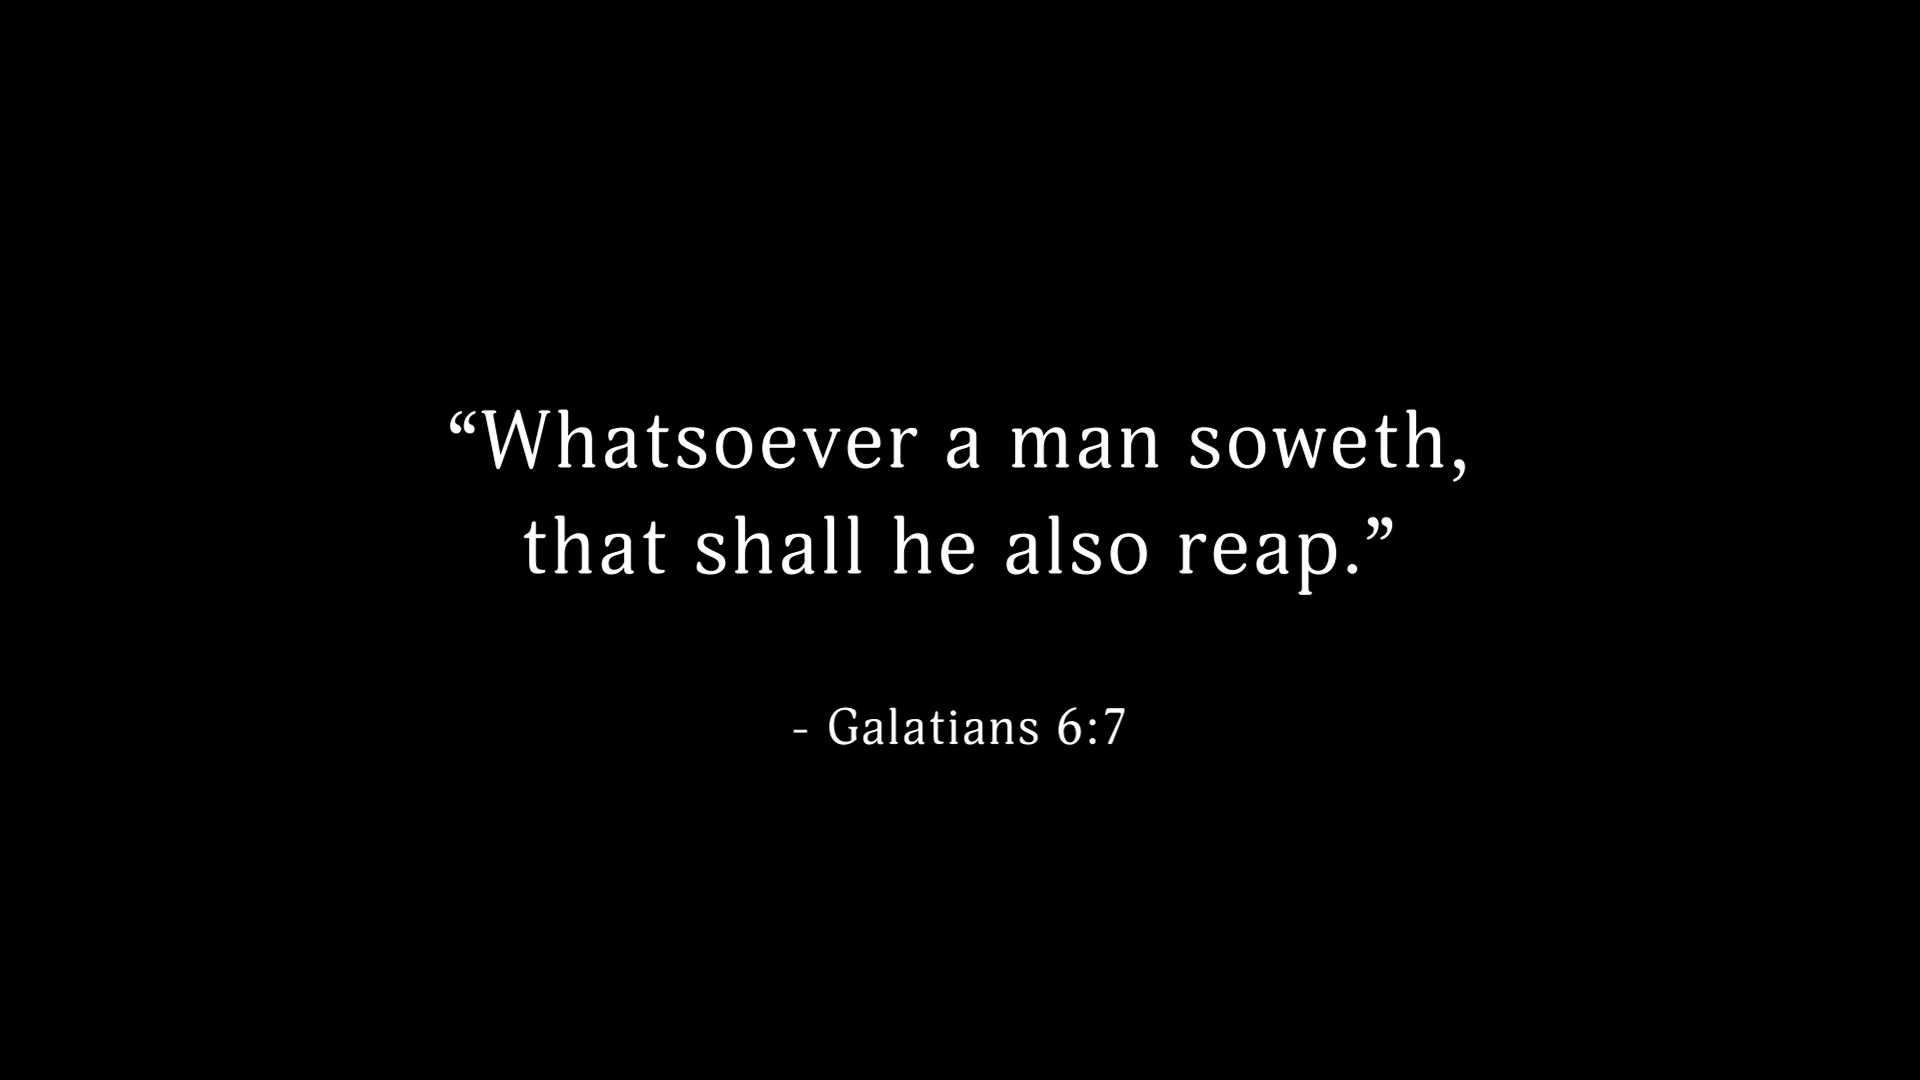 “Whatsoever a man soweth,
that shall he also reap.”
- Galatians 6:7